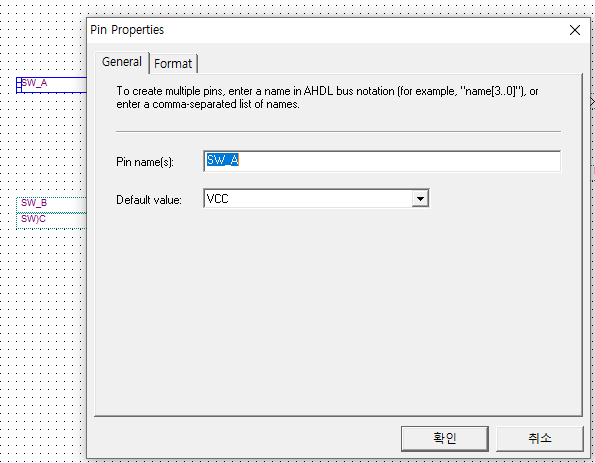 Pin Properties
General
Format
To create multiple pins, enter a name in AHDL bus notation (for example, "name[3..0]"), or
enter a comma-separated list of names.
SW_A
Pin name(s):
SW_A
Default value:
VCC
SW_B
SW)C
확인
취소